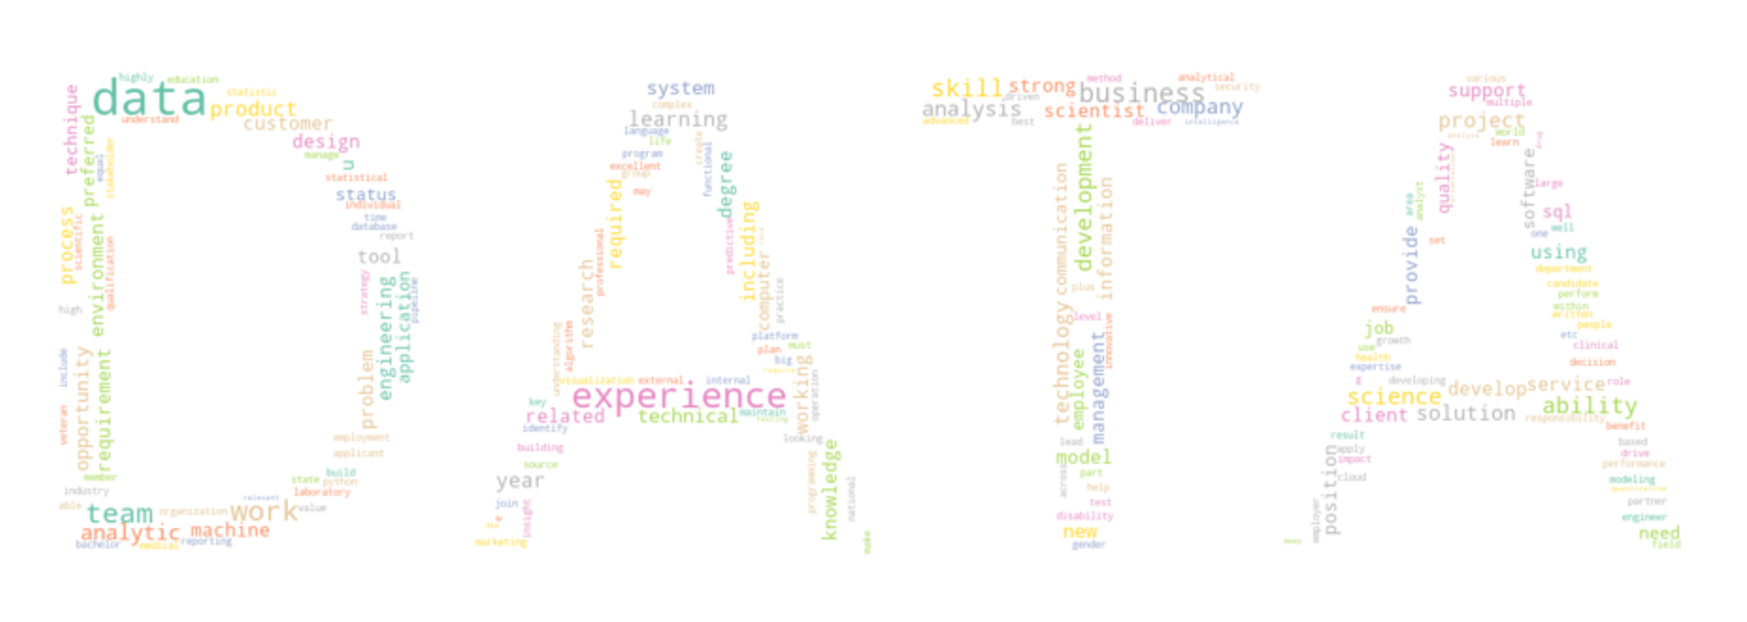 highly
education
data
technique
statistic
product
understand
customer
preferred
design
stakeholder
manage
equal
u
statistical
status
individual
process
scientific
environment
time
database
qualification
report
tool
strategy
engineering
application
pipeline
high
include
opportunity
requirement
problem
veteran
employment
applicant
member
state
build
python
industry
laboratory
relevant
able
team
organization
work
value
analytic
machine
bachelor
medical
reporting
system
complex
learning
language
life
create
program
functional
excellent
group
degree
may
required
including
predictive
professional
research
computer
practice
understanding
algorithm
platform
plan
must
big
working
visualization
external
internal
experience
operation
key
related
technical
maintain
testing
identify
looking
building
knowledge
source
programming
year
national
join
insight
e
dev
marketing
make
skill
strong
method
analytical
security
business
driven
analysis
scientist
company
advanced
best
deliver
intelligence
development
communication
information
plus
level
technology
innovative
management
employee
lead
model
across
part
help
test
disability
new
gender
various
support
multiple
project
world
analyze
learn
quality
software
large
area
analyst
sql
well
one
provide
set
using
department
candidate
perform
within
ensure
written
job
people
growth
etc
use
clinical
health
decision
expertise
g
developing
develop
service
role
science
ability
client
solution
responsibility
benefit
result
based
apply
position
impact
drive
performance
cloud
modeling
quantitative
partner
employer
engineer
need
deep
field